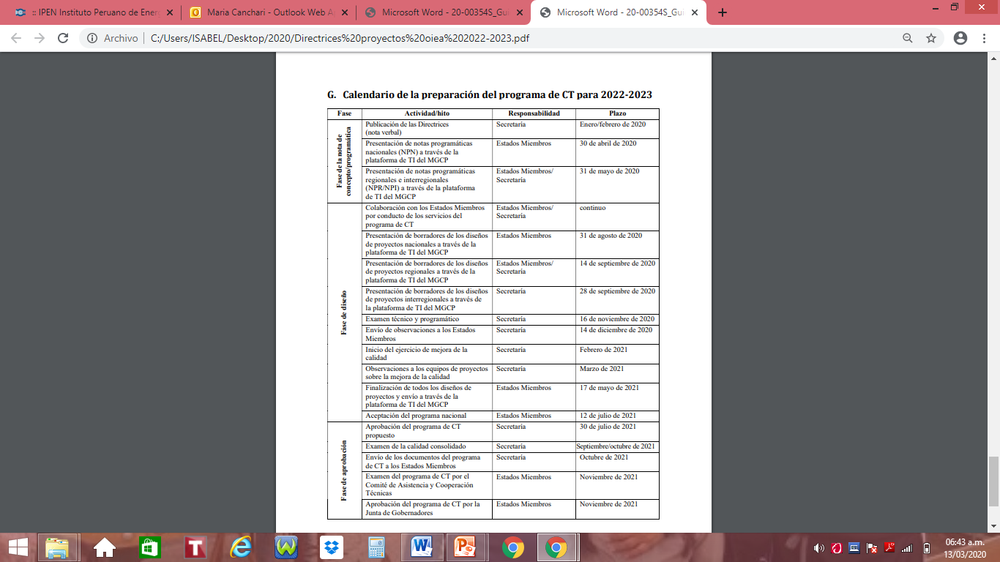 :: IPEN Instituto Peruano de Ener
Maria Canchari - Outlook Web A
Microsoft Word - 20-00354S_Gui
Microsoft Word - 20-00354S_Gui
Archivo
C:/Users/ISABEL/Desktop/2020/Directrices%20proyectos%20oiea%202022-2023.pdf
G. Calendario de la preparación del programa de CT para 2022-2023
Fase Actividad/hito Responsabilidad Plazo
Fase de la nota de
concepto/programática
Publicación de las Directrices Secretaría Enero/febrero de 2020
(nota verbal)
Presentación de notas programáticas Estados Miembros 30 de abril de 2020
nacionales (NPN) a través de la
plataforma de TI del MGCP
Presentación de notas programáticas Estados Miembros/ 31 de mayo de 2020
regionales e interregionales Secretaría
(NPR/NPI) a través de la plataforma
de TI del MGCP
Fase de diseño
Colaboración con los Estados Miembros Estados Miembros/ continuo
por conducto de los servicios del Secretaría
programa de CT
Presentación de borradores de los diseños Estados Miembros 31 de agosto de 2020
de proyectos nacionales a través de la
plataforma de TI del MGCP
Presentación de borradores de los diseños Estados Miembros/ 14 de septiembre de 2020
de proyectos regionales a través de la Secretaría
plataforma de TI del MGCP
Presentación de borradores de los diseños Secretaría 28 de septiembre de 2020
de proyectos interregionales a través de
la plataforma de TI del MGCP
Examen técnico y programático Secretaría 16 de noviembre de 2020
Envío de observaciones a los Estados Secretaría 14 de diciembre de 2020
Miembros
Inicio del ejercicio de mejora de la Secretaría Febrero de 2021
calidad
Observaciones a los equipos de proyectos Secretaría Marzo de 2021
sobre la mejora de la calidad
Finalización de todos los diseños de Estados Miembros 17 de mayo de 2021
proyectos y envío a través de la
plataforma de TI del MGCP
Aceptación del programa nacional Estados Miembros 12 de julio de 2021
Fase de aprobación
Aprobación del programa de CT Secretaría 30 de julio de 2021
propuesto
Examen de la calidad consolidado Secretaría Septiembre/octubre de 2021
Envío de los documentos del programa Secretaría Octubre de 2021
de CT a los Estados Miembros
Examen del programa de CT por el Estados Miembros Noviembre de 2021
Comité de Asistencia y Cooperación
Técnicas
Aprobación del programa de CT por la Estados Miembros Noviembre de 2021
Junta de Gobernadores
06:43 a.m.
13/03/2020